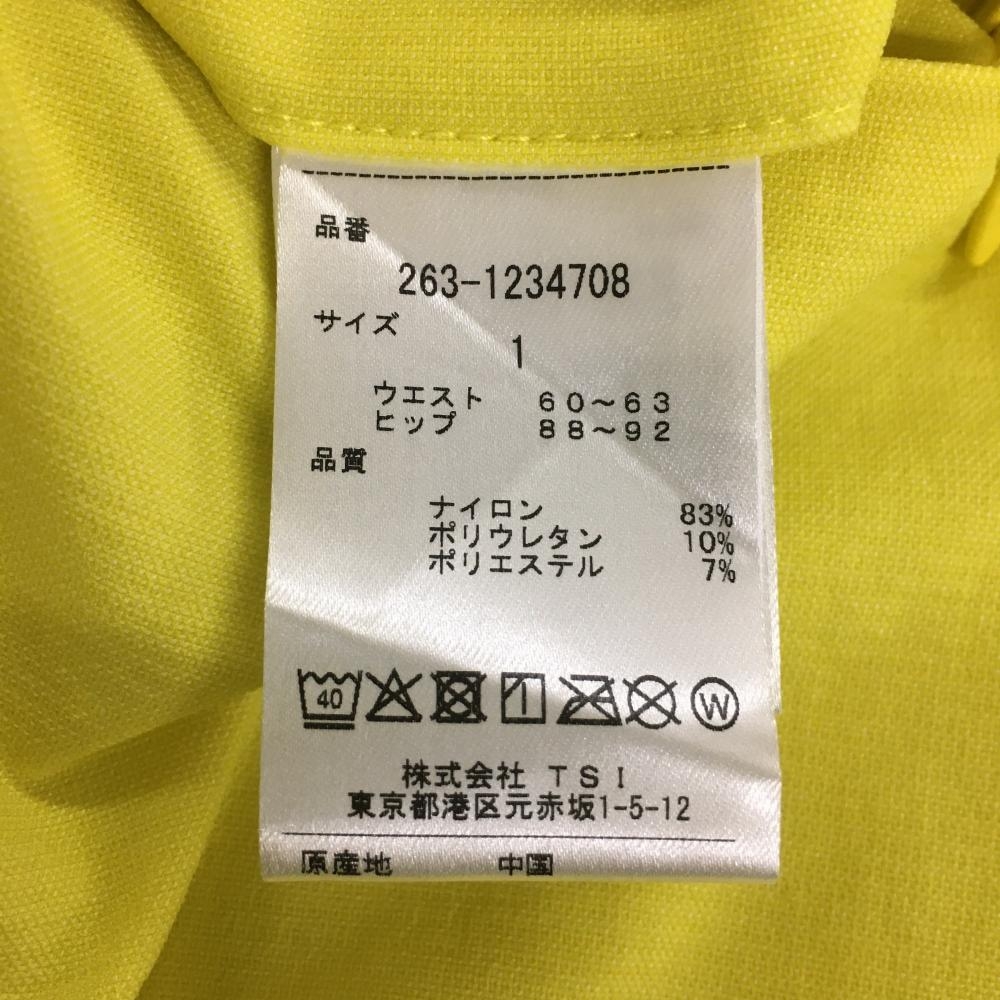 品番
263-1234708
サイズ
1
ウエスト 60~63
ヒップ 88~92
品質
ナイロン 83%
ポリウレタン 10%
ポリエステル 7%
40 W
株式会社 TSI
東京都港区元赤坂1-5-12
原産地 中国